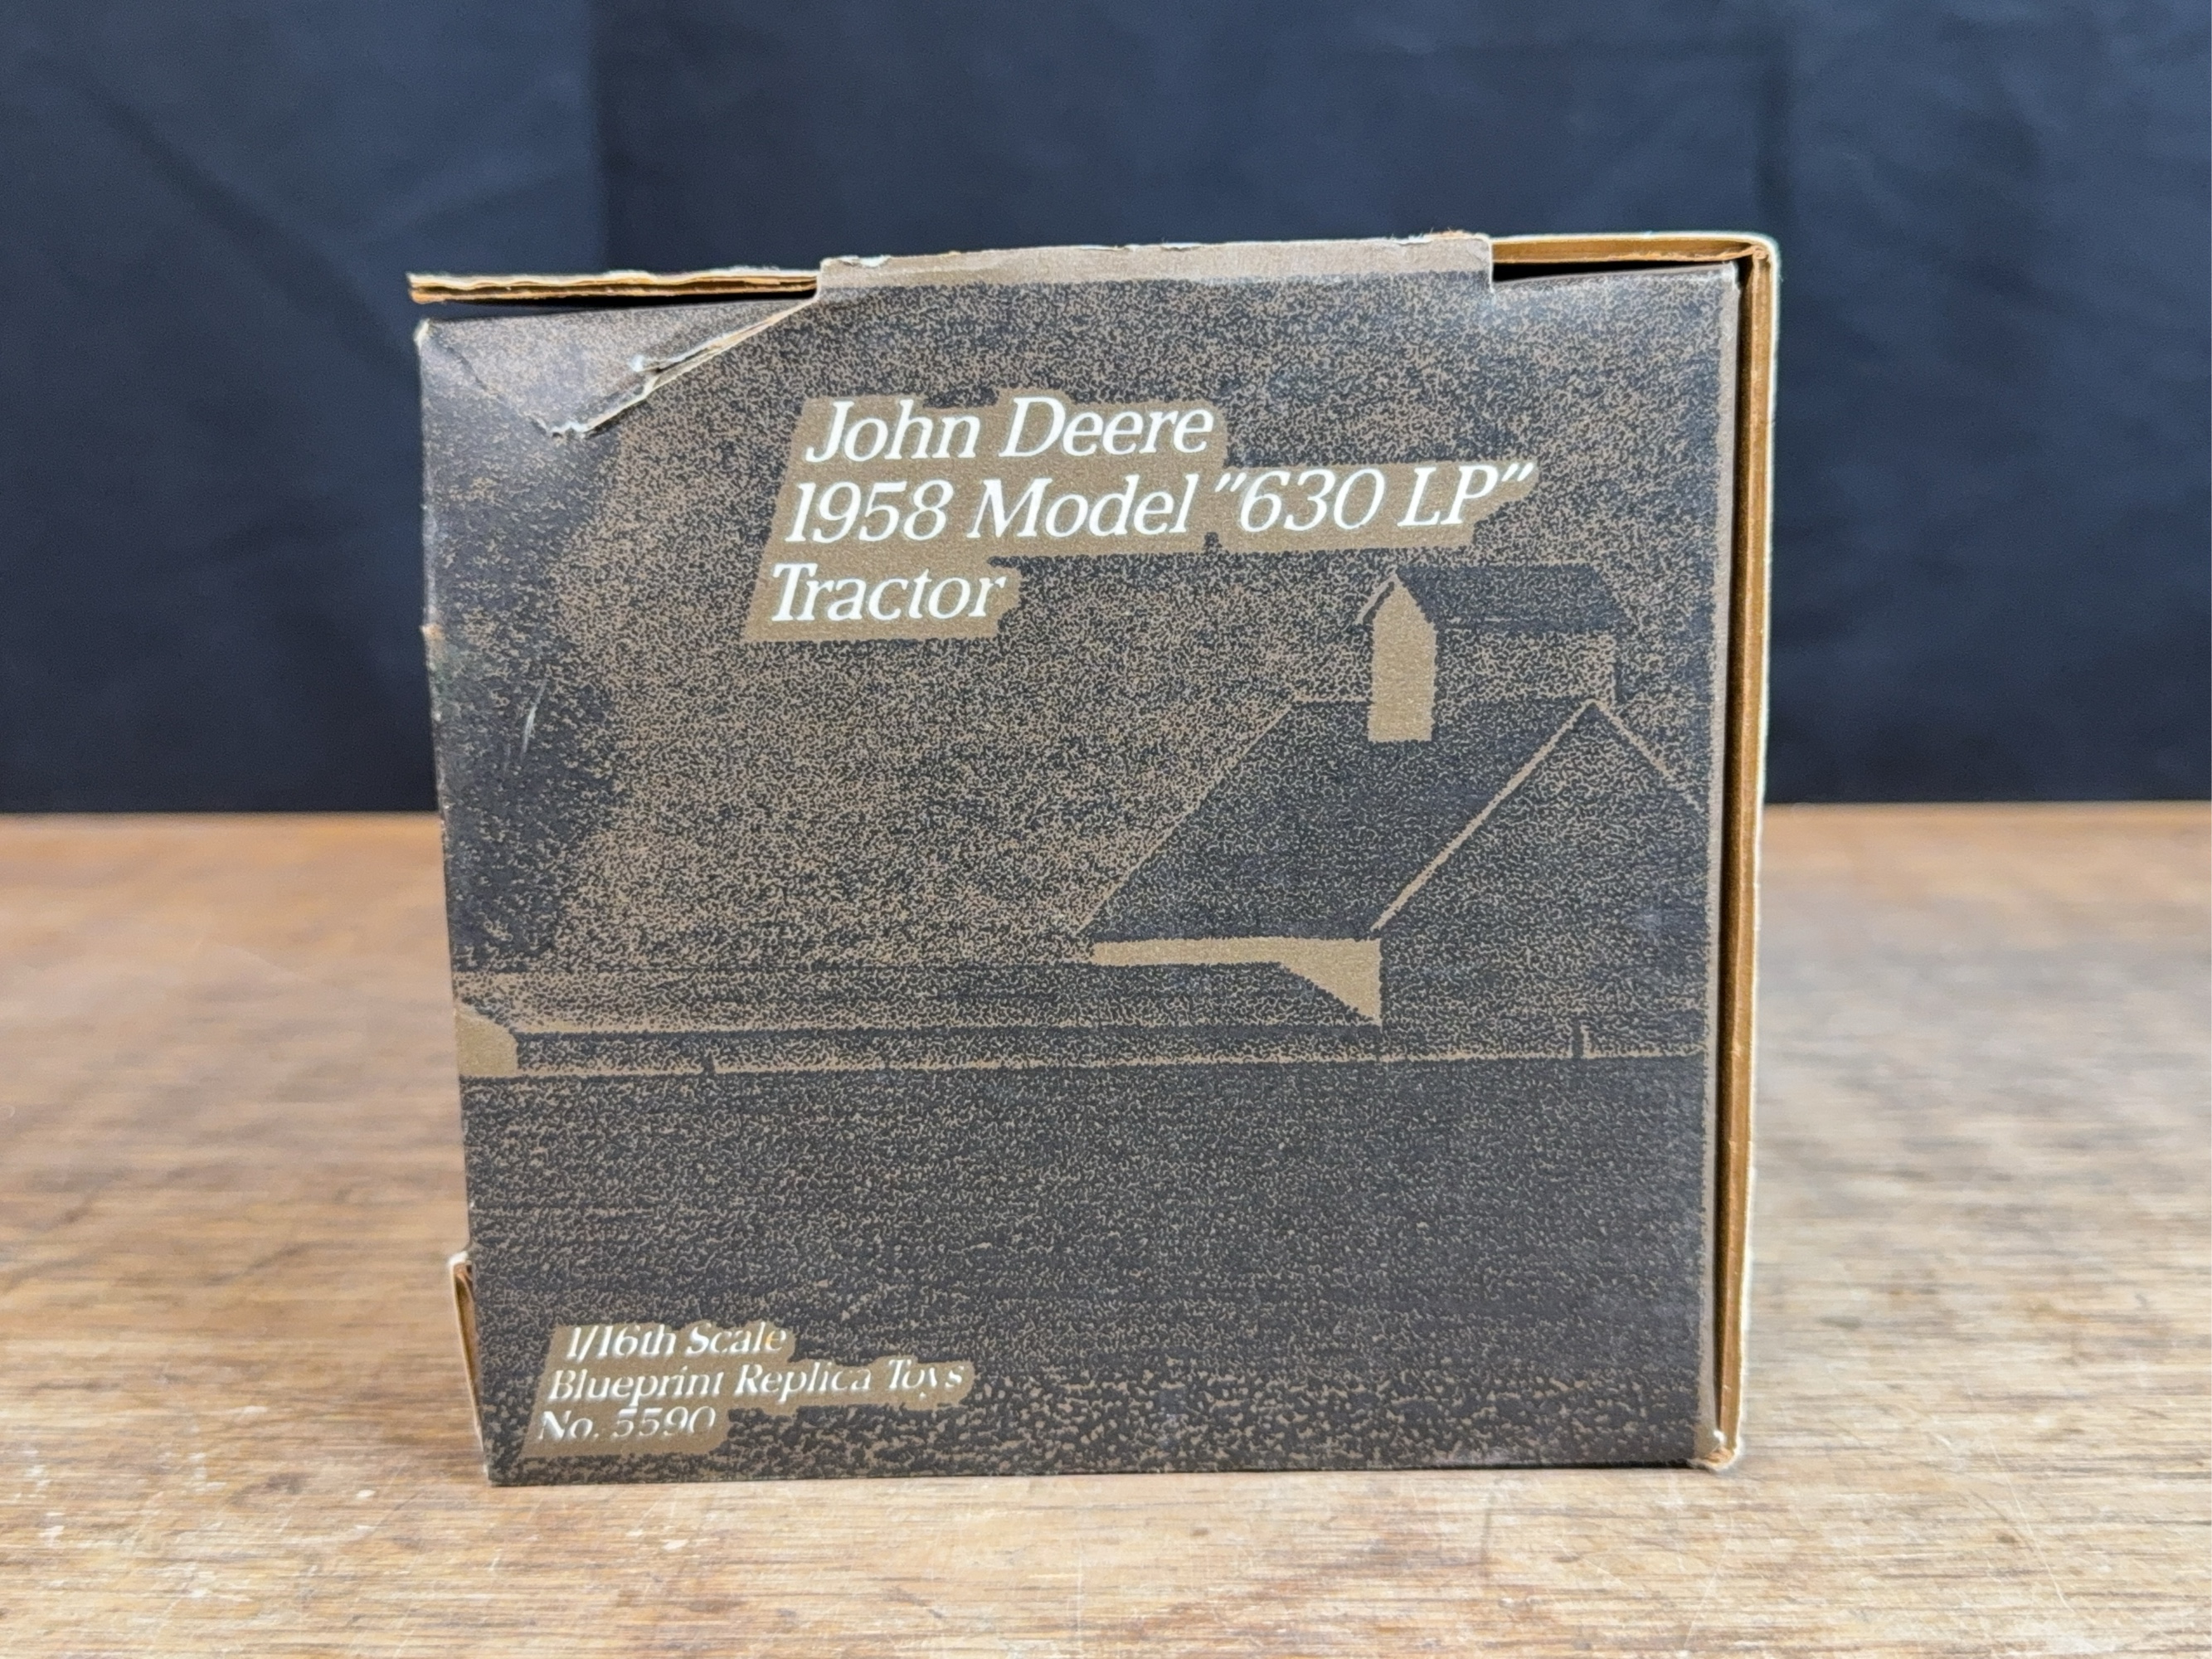 John Deere
1958 Model "630 LP"
Tractor
1/16th Scale
Blueprint Replica Toys
No. 5590